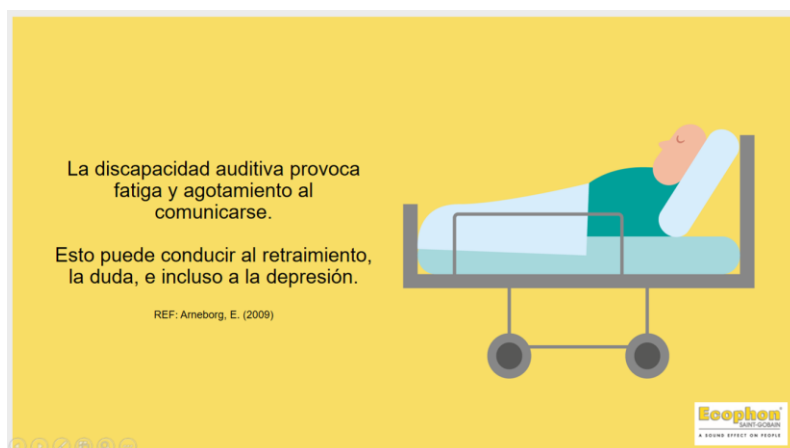 La discapacidad auditiva provoca
fatiga y agotamiento al
comunicarse.
Esto puede conducir al retraimiento,
la duda, e incluso a la depresión.
REF: Arneborg, E. (2009)
Ecophon
SAINT-GOBAIN
A SOUND EFFECT ON PEOPLE